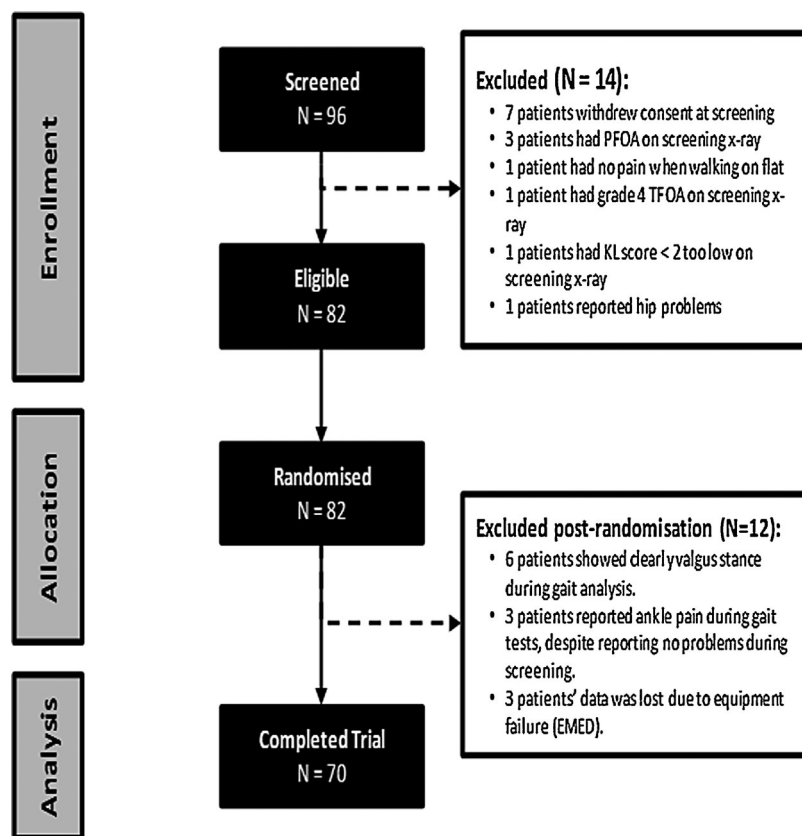 Enrollment
Screened
N = 96
Excluded (N = 14):
• 7 patients withdrew consent at screening
• 3 patients had PFOA on screening x-ray
• 1 patient had no pain when walking on flat
• 1 patient had grade 4 TFOA on screening x-
ray
• 1 patients had KL score < 2 too low on
screening x-ray
• 1 patients reported hip problems
Eligible
N = 82
Allocation
Randomised
N = 82
Excluded post-randomisation (N=12):
• 6 patients showed clearly valgus stance
during gait analysis.
• 3 patients reported ankle pain during gait
tests, despite reporting no problems during
screening.
• 3 patients' data was lost due to equipment
failure (EMED).
Analysis
Completed Trial
N = 70